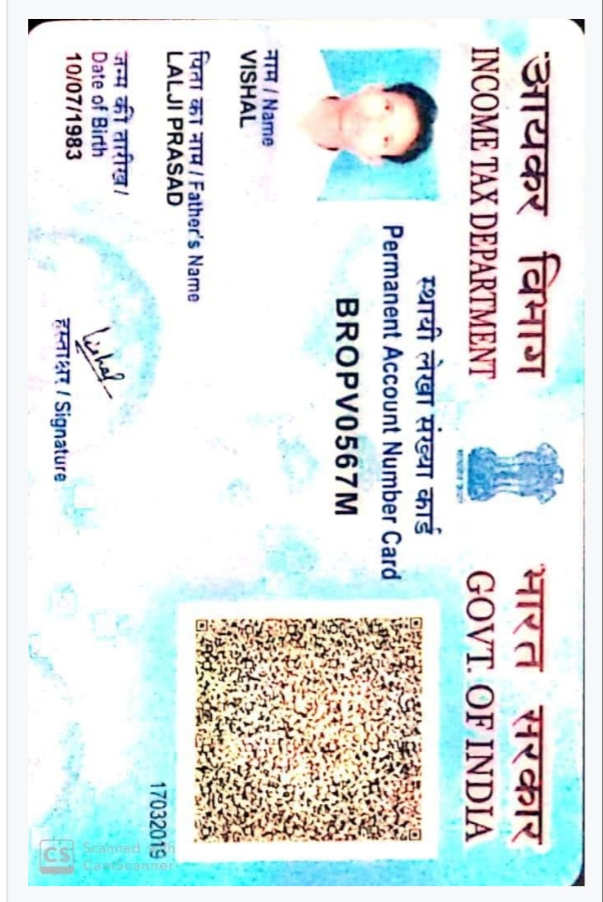 आयकर विभाग
INCOME TAX DEPARTMENT
भारत सरकार
GOVT. OF INDIA
स्थायी लेखा संख्या कार्ड
Permanent Account Number Card
BROPV0567M
नाम / Name
VISHAL
पिता का नाम / Father's Name
LALJI PRASAD
जन्म की तारीख /
Date of Birth
10/07/1983
Vishal
हस्ताक्षर / Signature
17032019
CS Scanned with
CamScanner